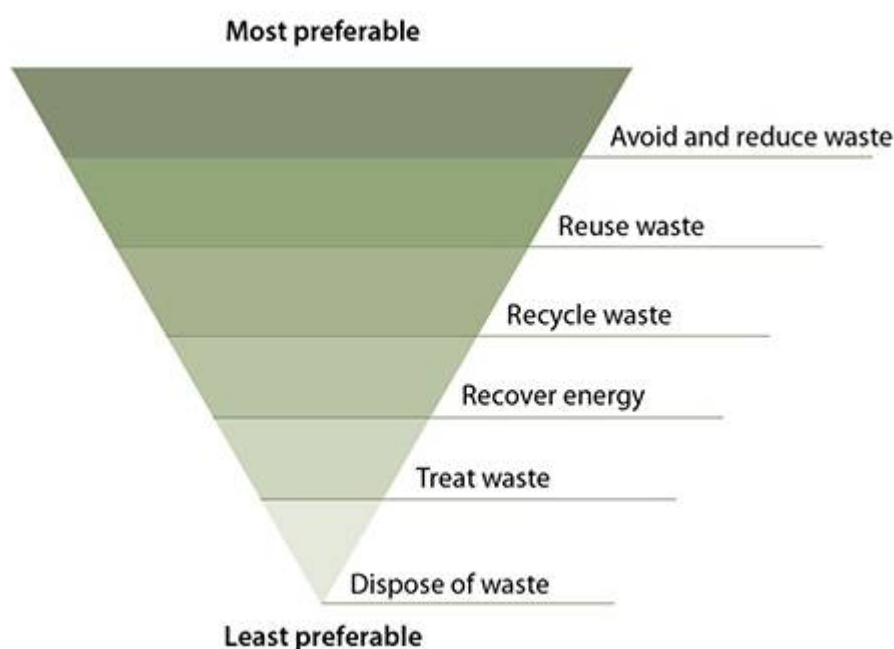 Most preferable
Avoid and reduce waste
Reuse waste
Recycle waste
Recover energy
Treat waste
Dispose of waste
Least preferable